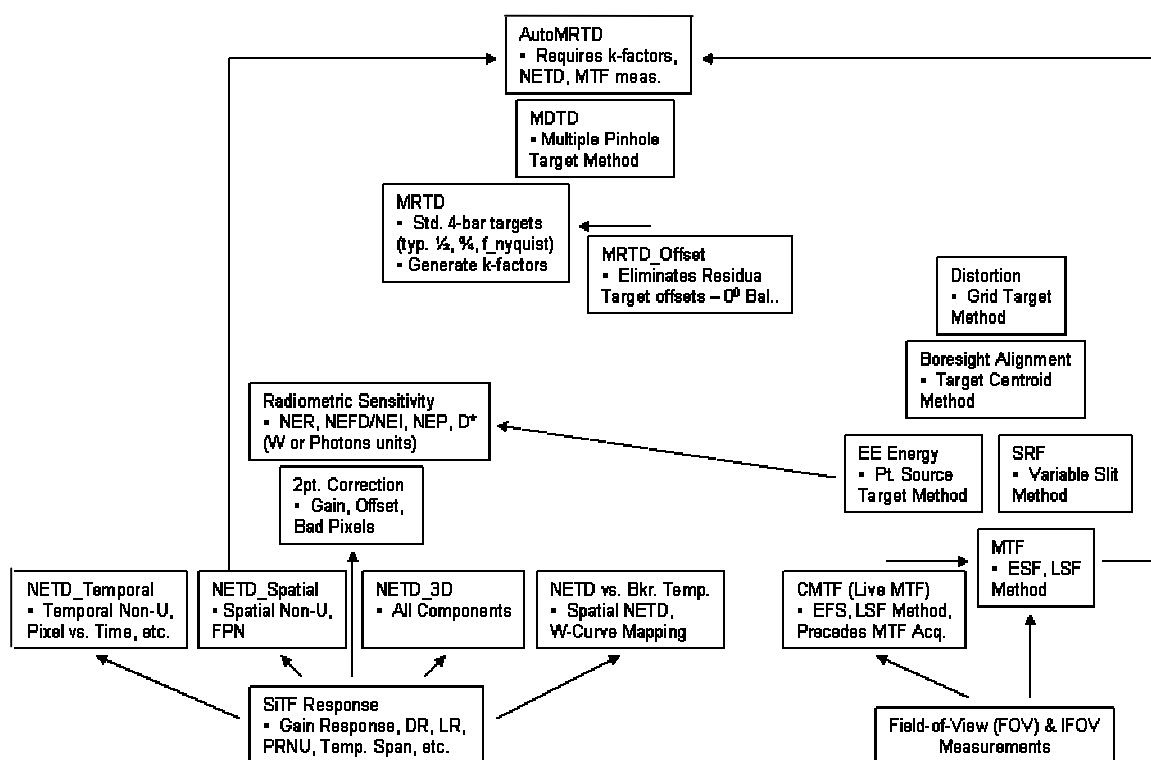 AutoMRTD
▪ Requires k-factors,
NETD, MTF meas.
MDTD
▪ Multiple Pinhole
Target Method
MRTD
▪ Std. 4-bar targets
(typ. ½, ¾, f_nyquist)
▪ Generate k-factors
MRTD_Offset
▪ Eliminates Residua
Target offsets – 0⁰ Bal..
Distortion
▪ Grid Target
Method
Boresight Alignment
▪ Target Centroid
Method
Radiometric Sensitivity
▪ NER, NEFD/NEI, NEP, D*
(W or Photons units)
EE Energy
▪ Pt. Source
Target Method
SRF
▪ Variable Slit
Method
2pt. Correction
▪ Gain, Offset,
Bad Pixels
MTF
▪ ESF, LSF
Method
NETD_Temporal
▪ Temporal Non-U,
Pixel vs. Time, etc.
NETD_Spatial
▪ Spatial Non-U,
FPN
NETD_3D
▪ All Components
NETD vs. Bkr. Temp.
▪ Spatial NETD,
W-Curve Mapping
CMTF (Live MTF)
▪ EFS, LSF Method,
Precedes MTF Acq.
SiTF Response
▪ Gain Response, DR, LR,
PRNU, Temp. Span, etc.
Field-of-View (FOV) & IFOV
Measurements